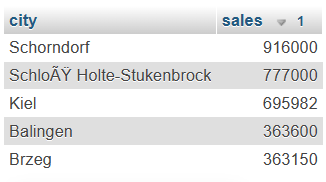 city sales 1
Schorndorf 916000
SchloÃŸ Holte-Stukenbrock 777000
Kiel 695982
Balingen 363600
Brzeg 363150